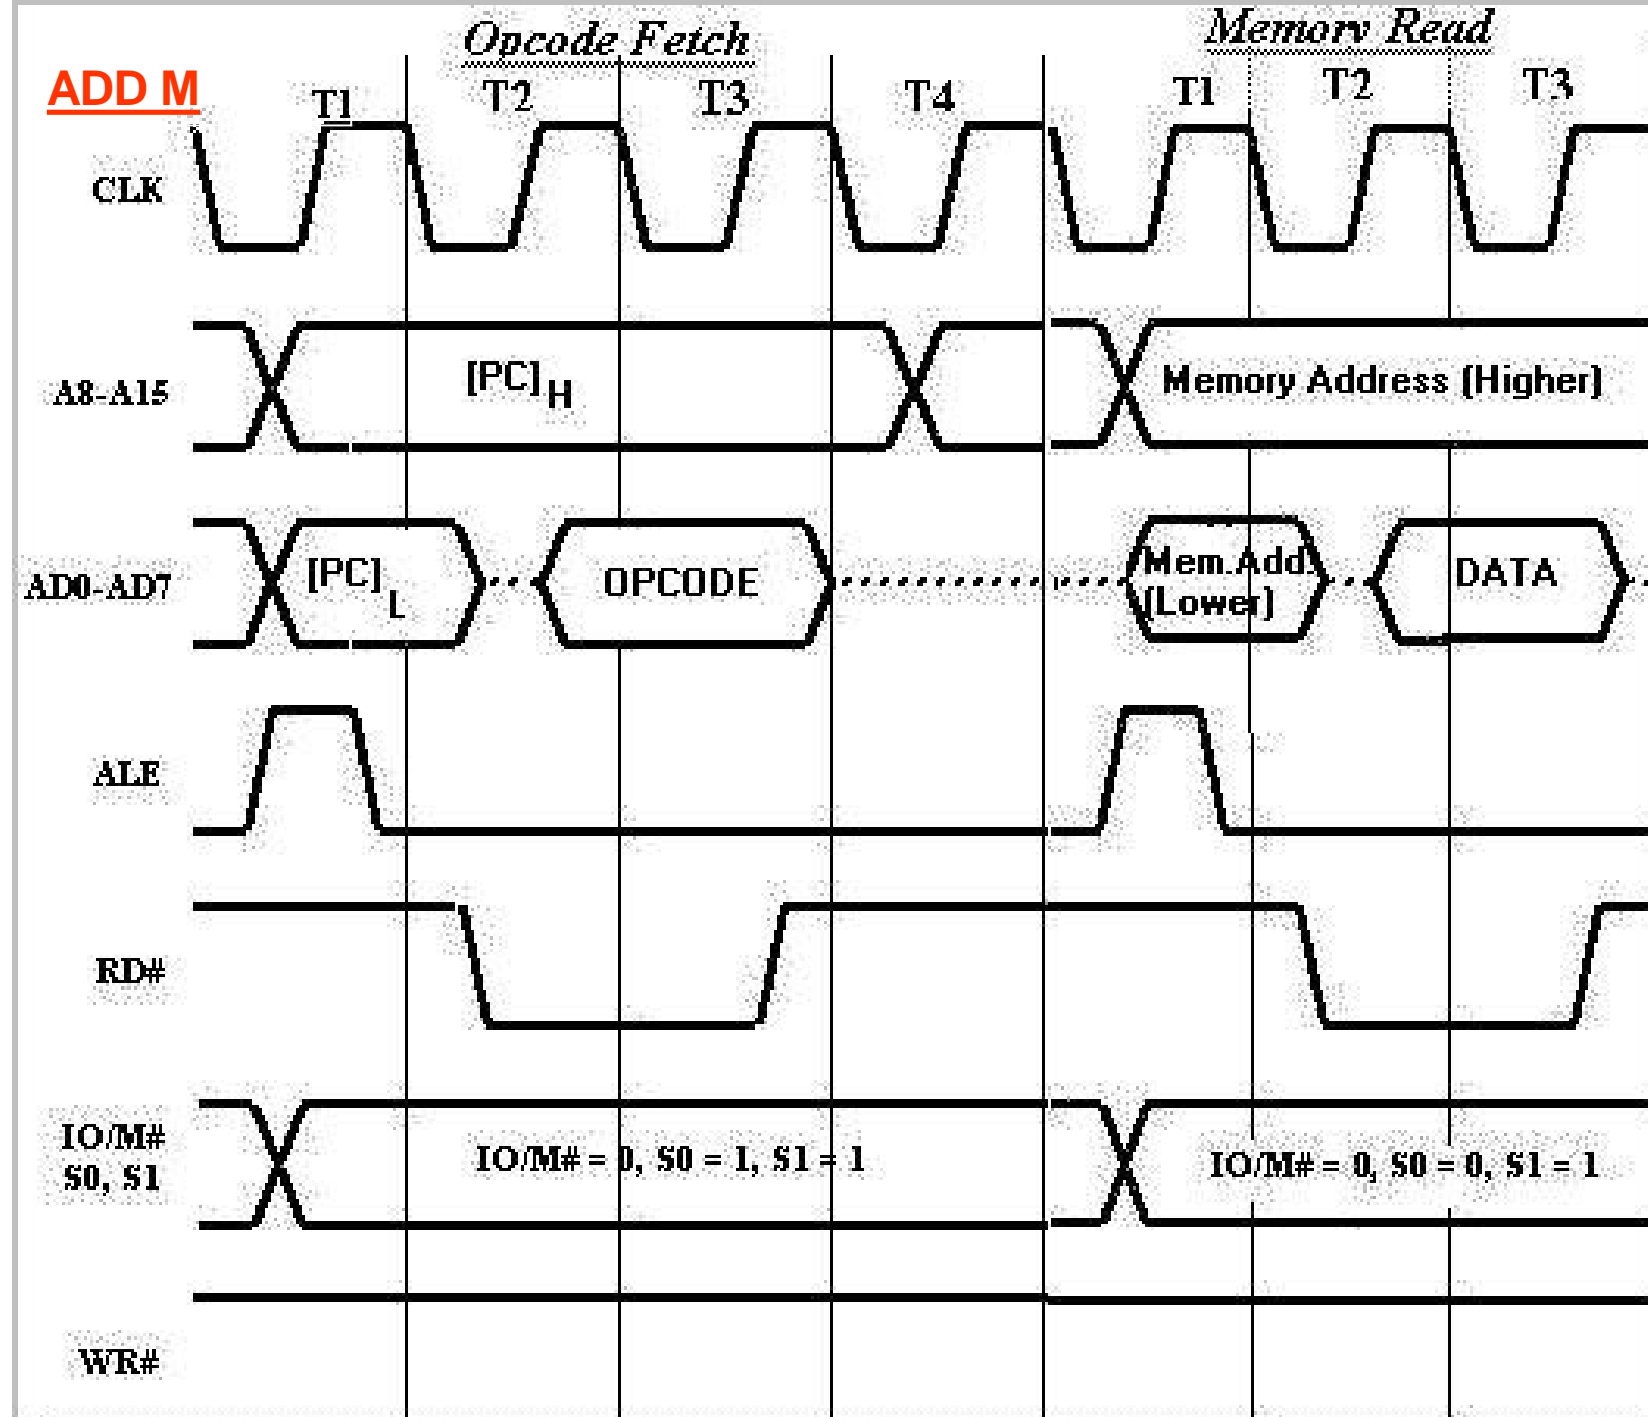 Opcode Fetch
Memory Read
ADD M
T1
T2
T3
T4
T1
T2
T3
CLK
A8-A15
[PC]H
Memory Address (Higher)
AD0-AD7
[PC]L
OPCODE
Mem.Add.
(Lower)
DATA
ALE
RD#
IO/M#
S0, S1
IO/M# = 0, S0 = 1, S1 = 1
IO/M# = 0, S0 = 0, S1 = 1
WR#